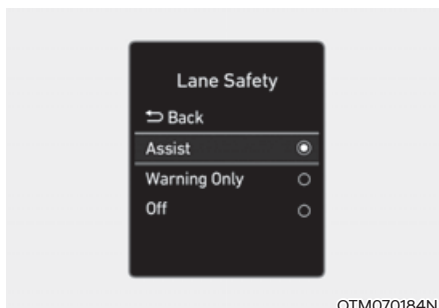 Lane Safety
Back
Assist
Warning Only
Off
OTM070184N